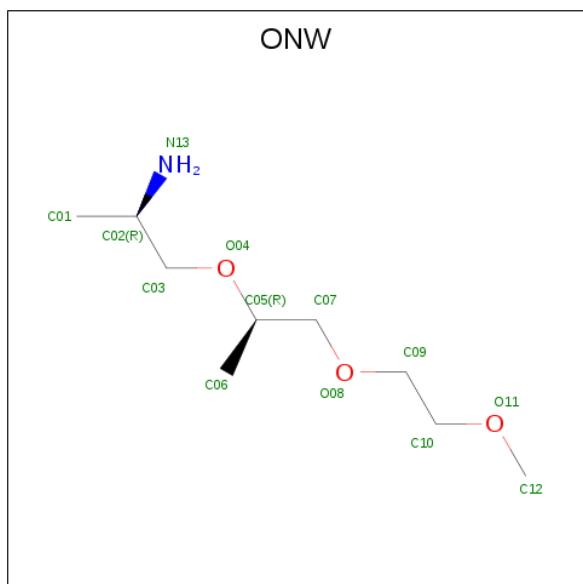 ONW
N13
NH₂
C01
C02(R)
O04
O
C03
C05(R)
C07
C06
C09
O
O08
O11
O
C10
C12